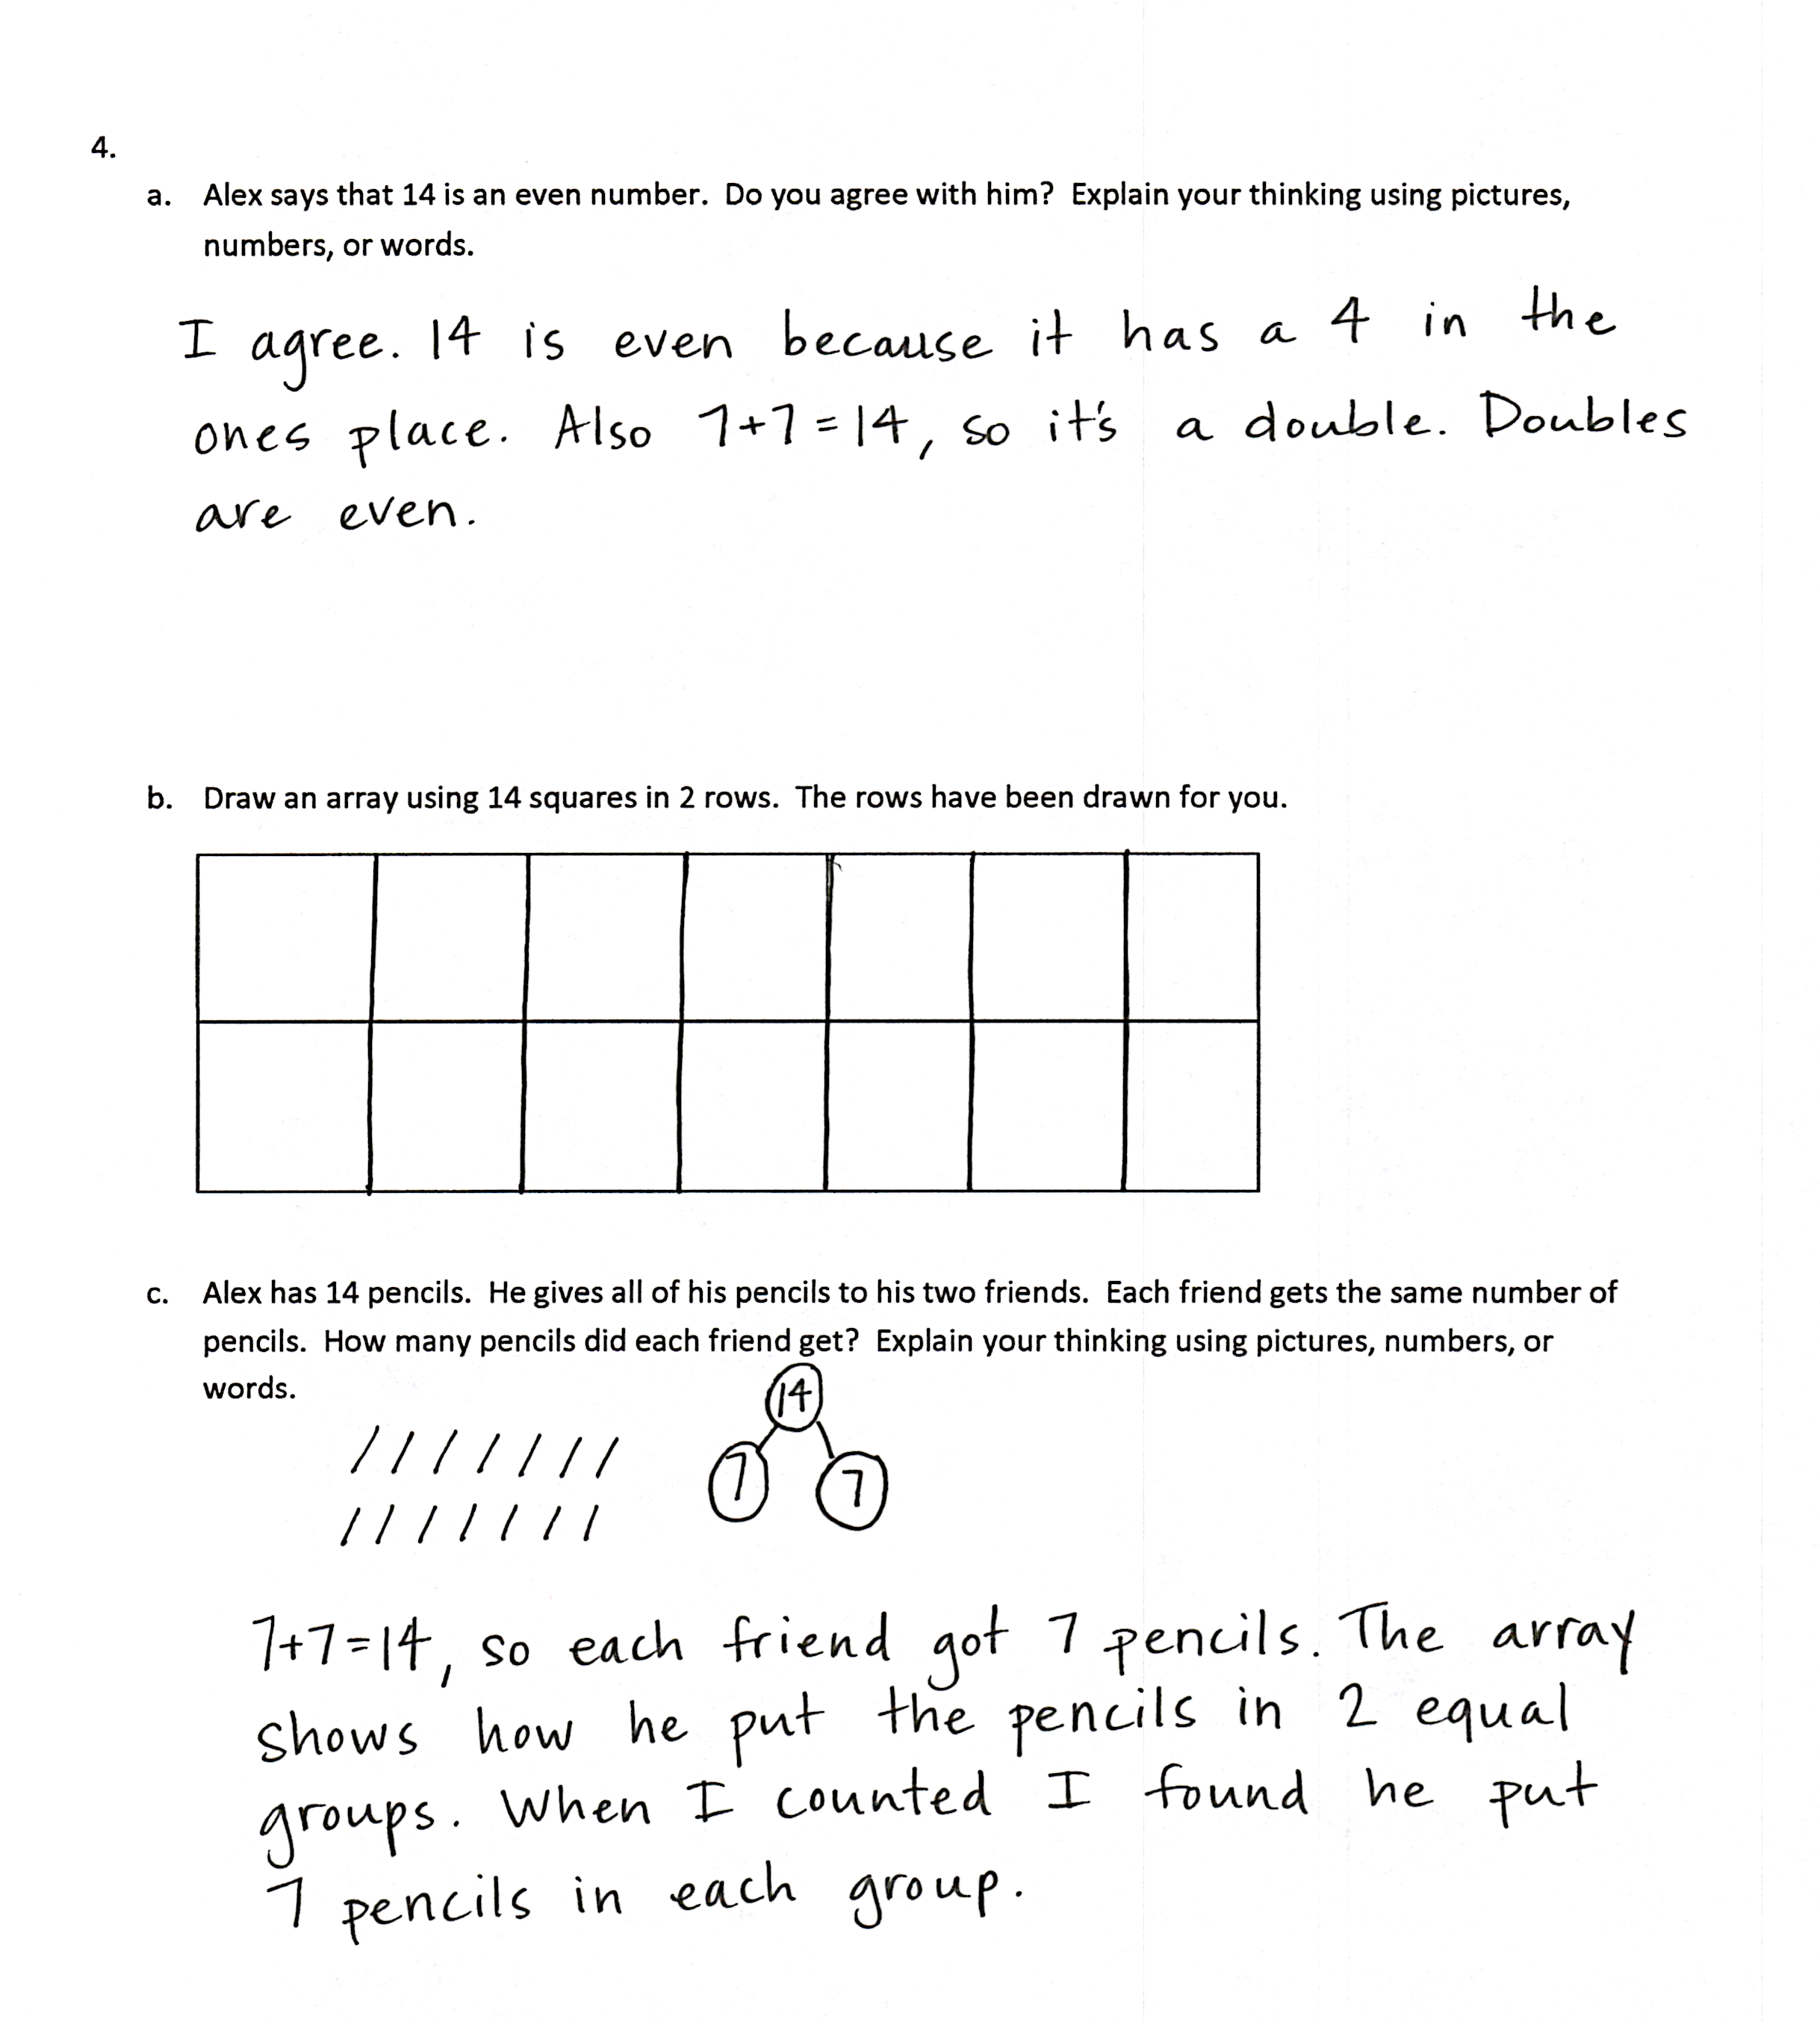 4.
a. Alex says that 14 is an even number. Do you agree with him? Explain your thinking using pictures,
numbers, or words.
I agree. 14 is even because it has a 4 in the
ones place. Also 7+7=14, so it's a double. Doubles
are even.
b. Draw an array using 14 squares in 2 rows. The rows have been drawn for you.
c. Alex has 14 pencils. He gives all of his pencils to his two friends. Each friend gets the same number of
pencils. How many pencils did each friend get? Explain your thinking using pictures, numbers, or
words.
14
7 7
7+7=14, so each friend got 7 pencils. The array
shows how he put the pencils in 2 equal
groups. When I counted I found he put
7 pencils in each group.